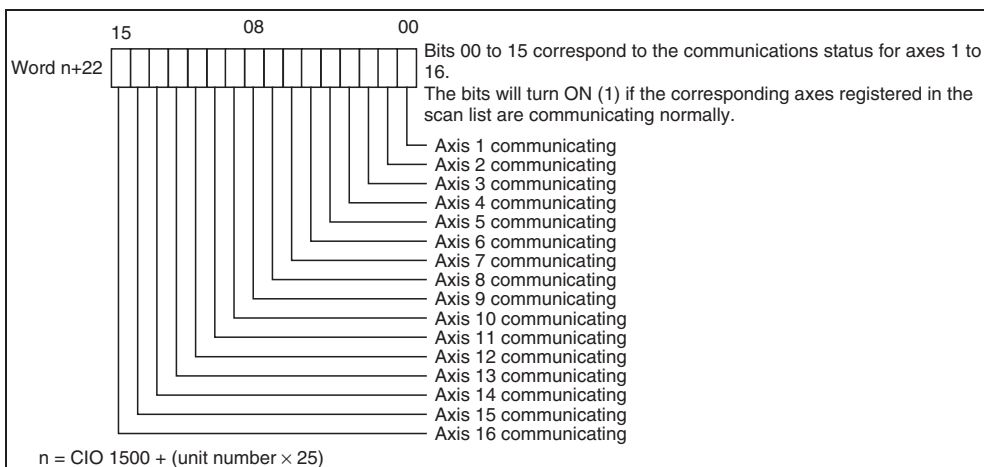 15 08 00
Word n+22
Bits 00 to 15 correspond to the communications status for axes 1 to
16.
The bits will turn ON (1) if the corresponding axes registered in the
scan list are communicating normally.
Axis 1 communicating
Axis 2 communicating
Axis 3 communicating
Axis 4 communicating
Axis 5 communicating
Axis 6 communicating
Axis 7 communicating
Axis 8 communicating
Axis 9 communicating
Axis 10 communicating
Axis 11 communicating
Axis 12 communicating
Axis 13 communicating
Axis 14 communicating
Axis 15 communicating
Axis 16 communicating
n = CIO 1500 + (unit number × 25)